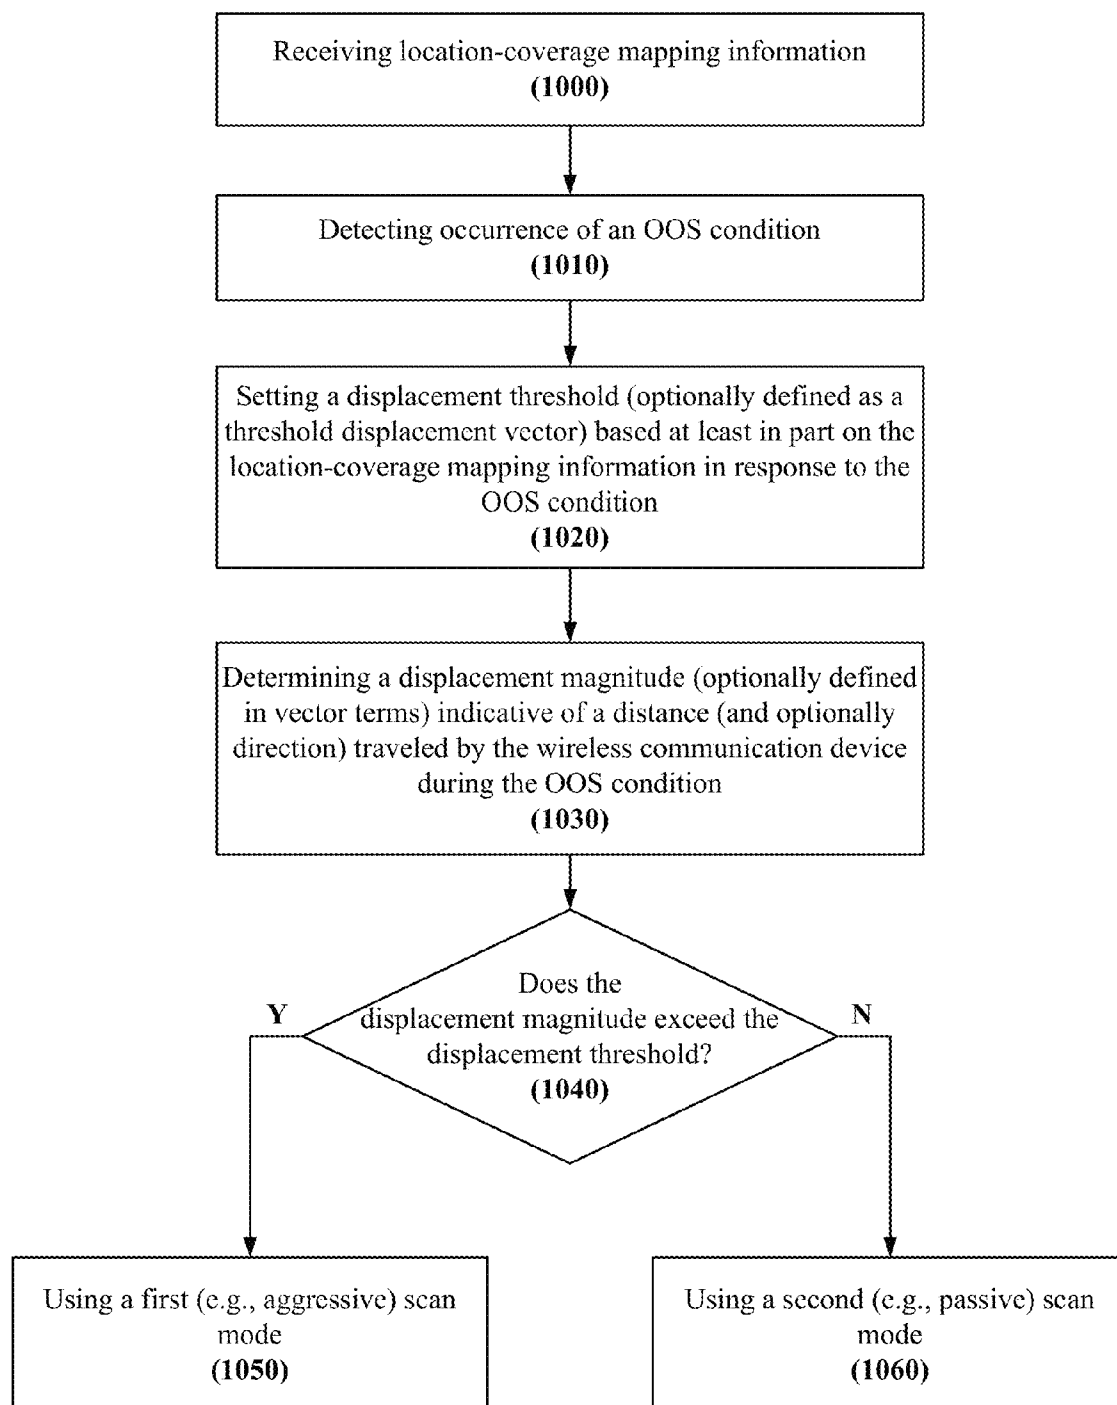 Receiving location-coverage mapping information
(1000)
Detecting occurrence of an OOS condition
(1010)
Setting a displacement threshold (optionally defined as a
threshold displacement vector) based at least in part on the
location-coverage mapping information in response to the
OOS condition
(1020)
Determining a displacement magnitude (optionally defined
in vector terms) indicative of a distance (and optionally
direction) traveled by the wireless communication device
during the OOS condition
(1030)
Does the
displacement magnitude exceed the
displacement threshold?
(1040)
Y
N
Using a first (e.g., aggressive) scan
mode
(1050)
Using a second (e.g., passive) scan
mode
(1060)